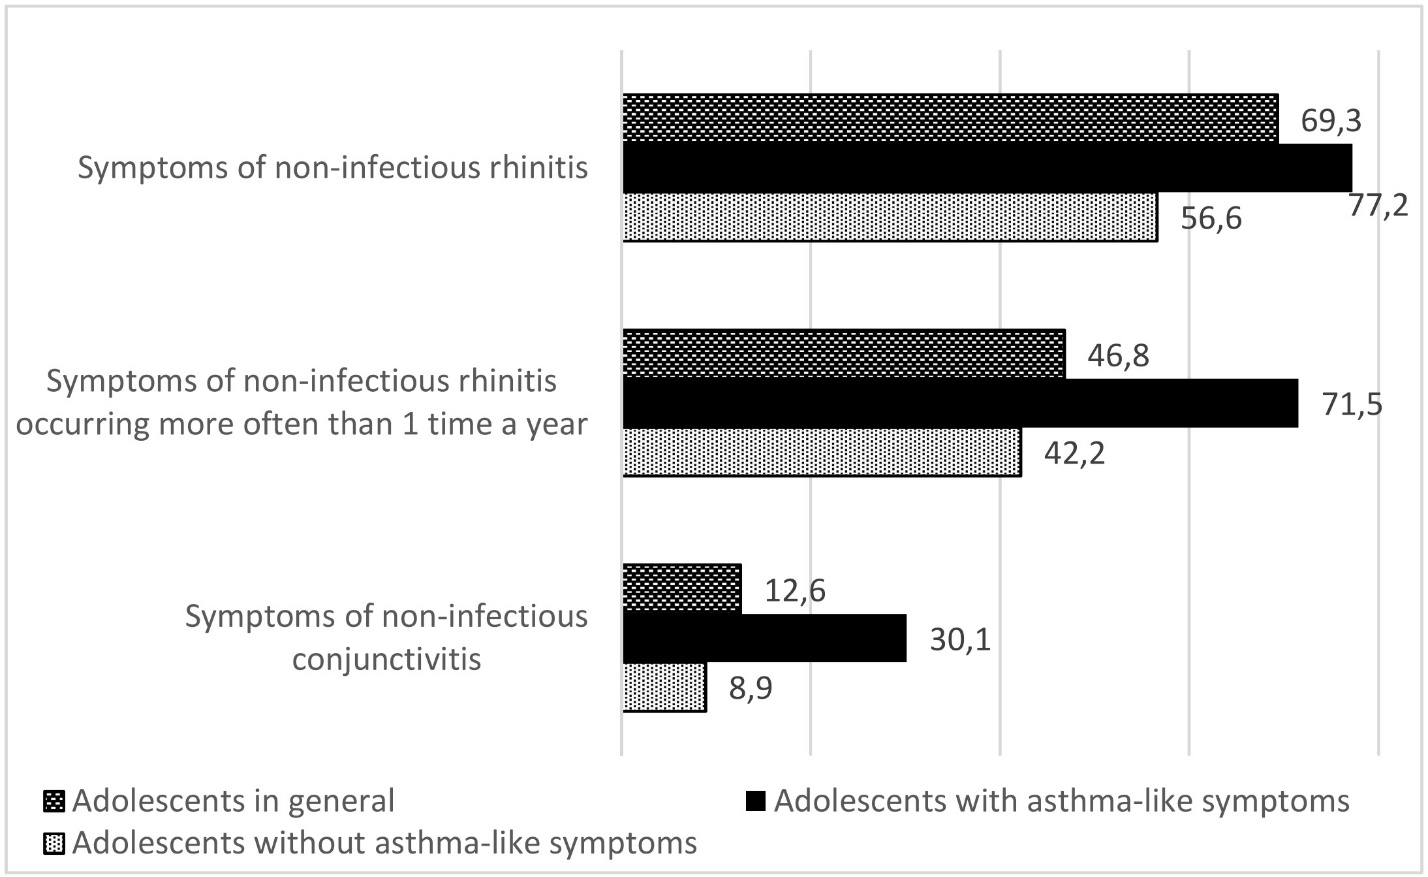 69,3
Symptoms of non-infectious rhinitis
77,2
56,6
46,8
Symptoms of non-infectious rhinitis
occurring more often than 1 time a year
71,5
42,2
12,6
Symptoms of non-infectious
conjunctivitis
30,1
8,9
Adolescents in general
Adolescents with asthma-like symptoms
Adolescents without asthma-like symptoms